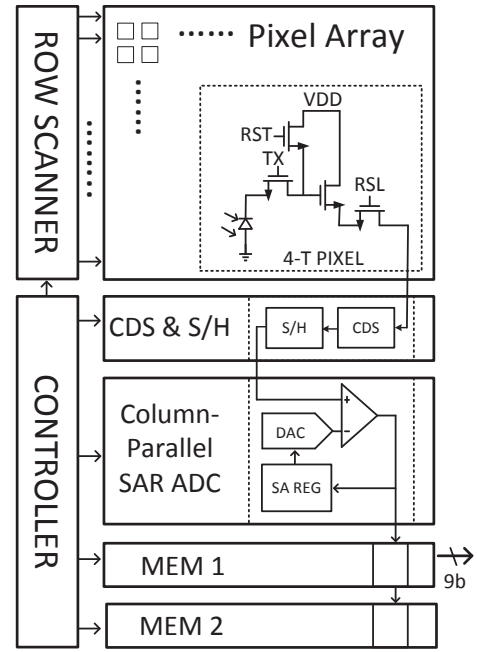 ROW SCANNER
Pixel Array
VDD
RST
TX
RSL
4-T PIXEL
CONTROLLER
CDS & S/H
S/H
CDS
Column-
Parallel
SAR ADC
+
−
DAC
SA REG
MEM 1
9b
MEM 2